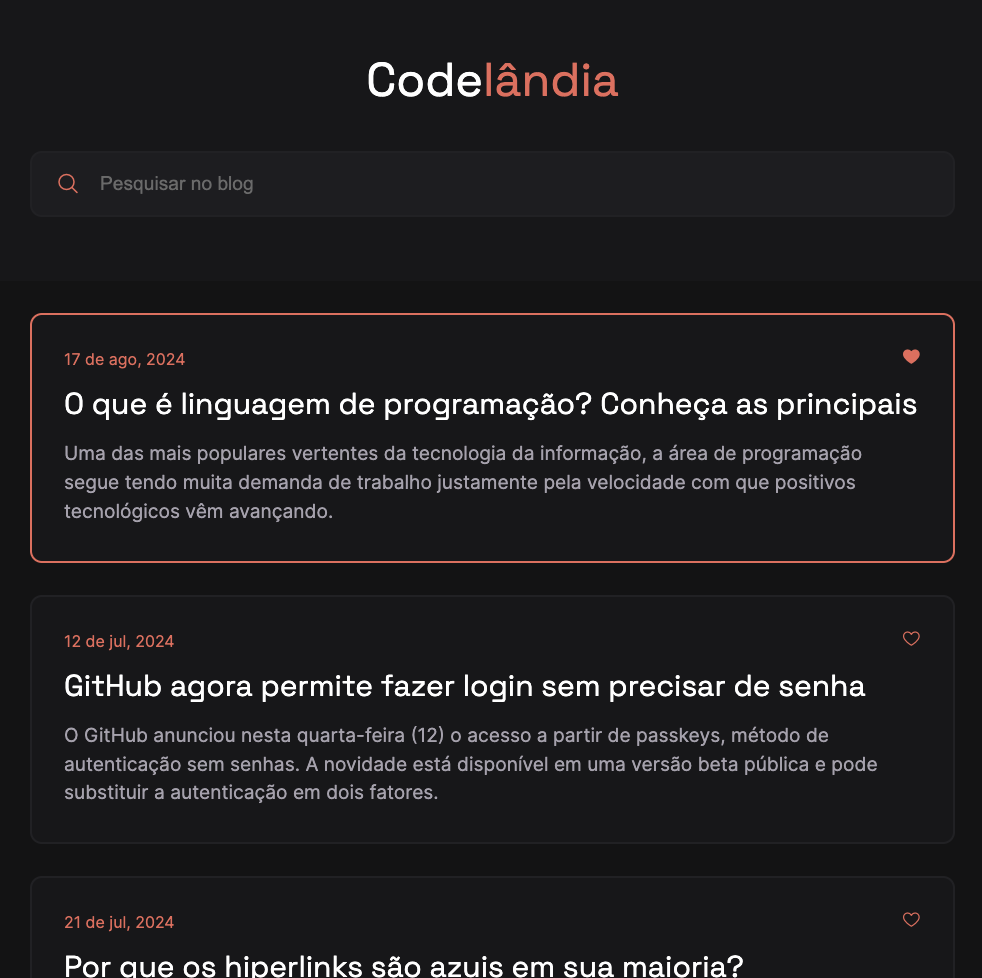 Codelândia
Pesquisar no blog
17 de ago, 2024
O que é linguagem de programação? Conheça as principais
Uma das mais populares vertentes da tecnologia da informação, a área de programação
segue tendo muita demanda de trabalho justamente pela velocidade com que positivos
tecnológicos vêm avançando.
12 de jul, 2024
GitHub agora permite fazer login sem precisar de senha
O GitHub anunciou nesta quarta-feira (12) o acesso a partir de passkeys, método de
autenticação sem senhas. A novidade está disponível em uma versão beta pública e pode
substituir a autenticação em dois fatores.
21 de jul, 2024
Por que os hiperlinks são azuis em sua maioria?